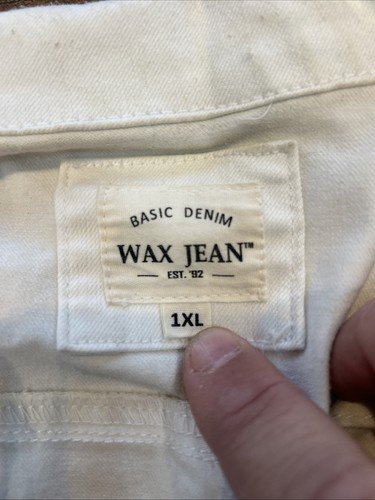 BASIC DENIM
WAX JEAN™
EST. '92
1XL